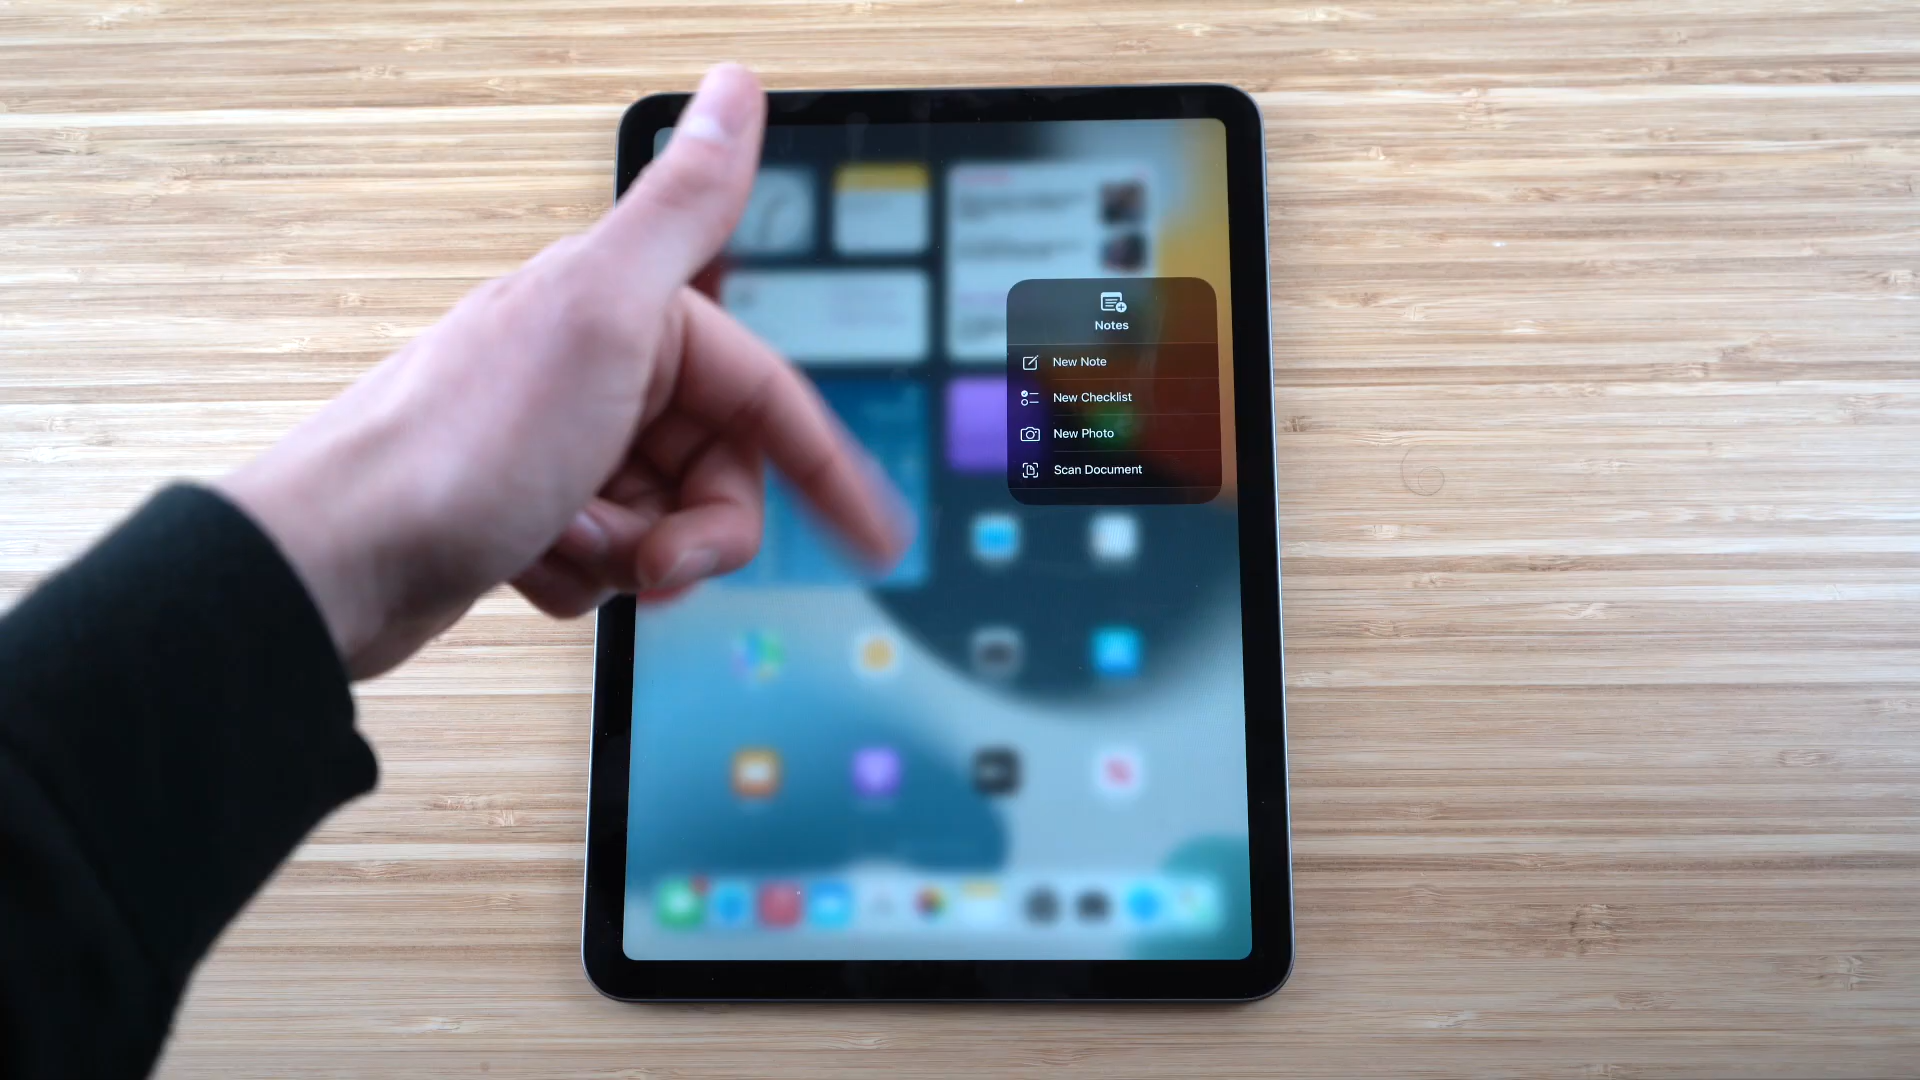 Notes
New Note
New Checklist
New Photo
Scan Document